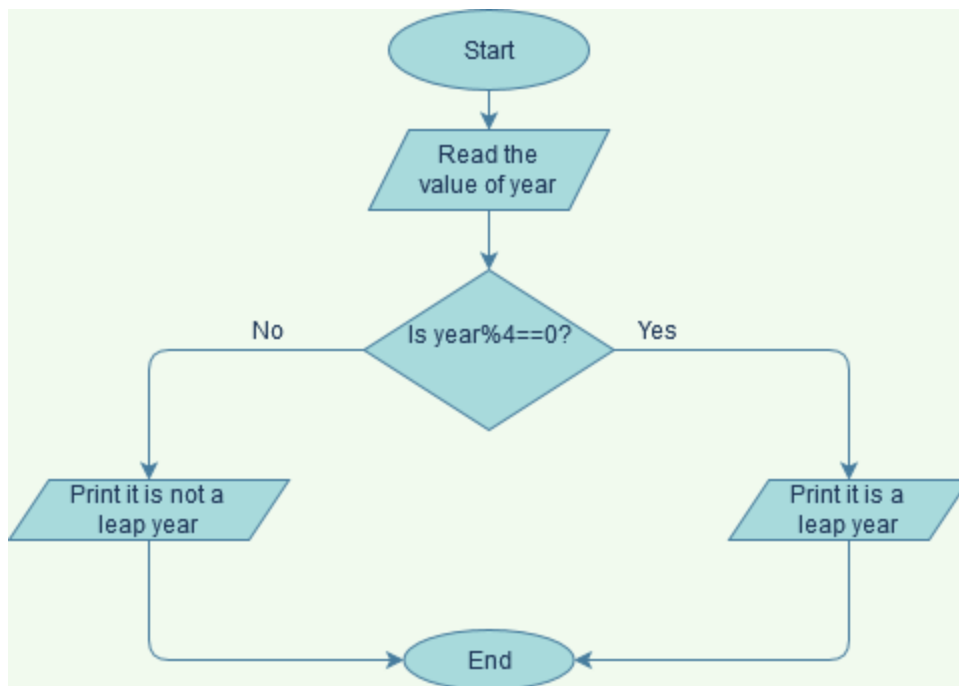 Start
Read the
value of year
Is year%4==0?
No
Yes
Print it is not a
leap year
Print it is a
leap year
End